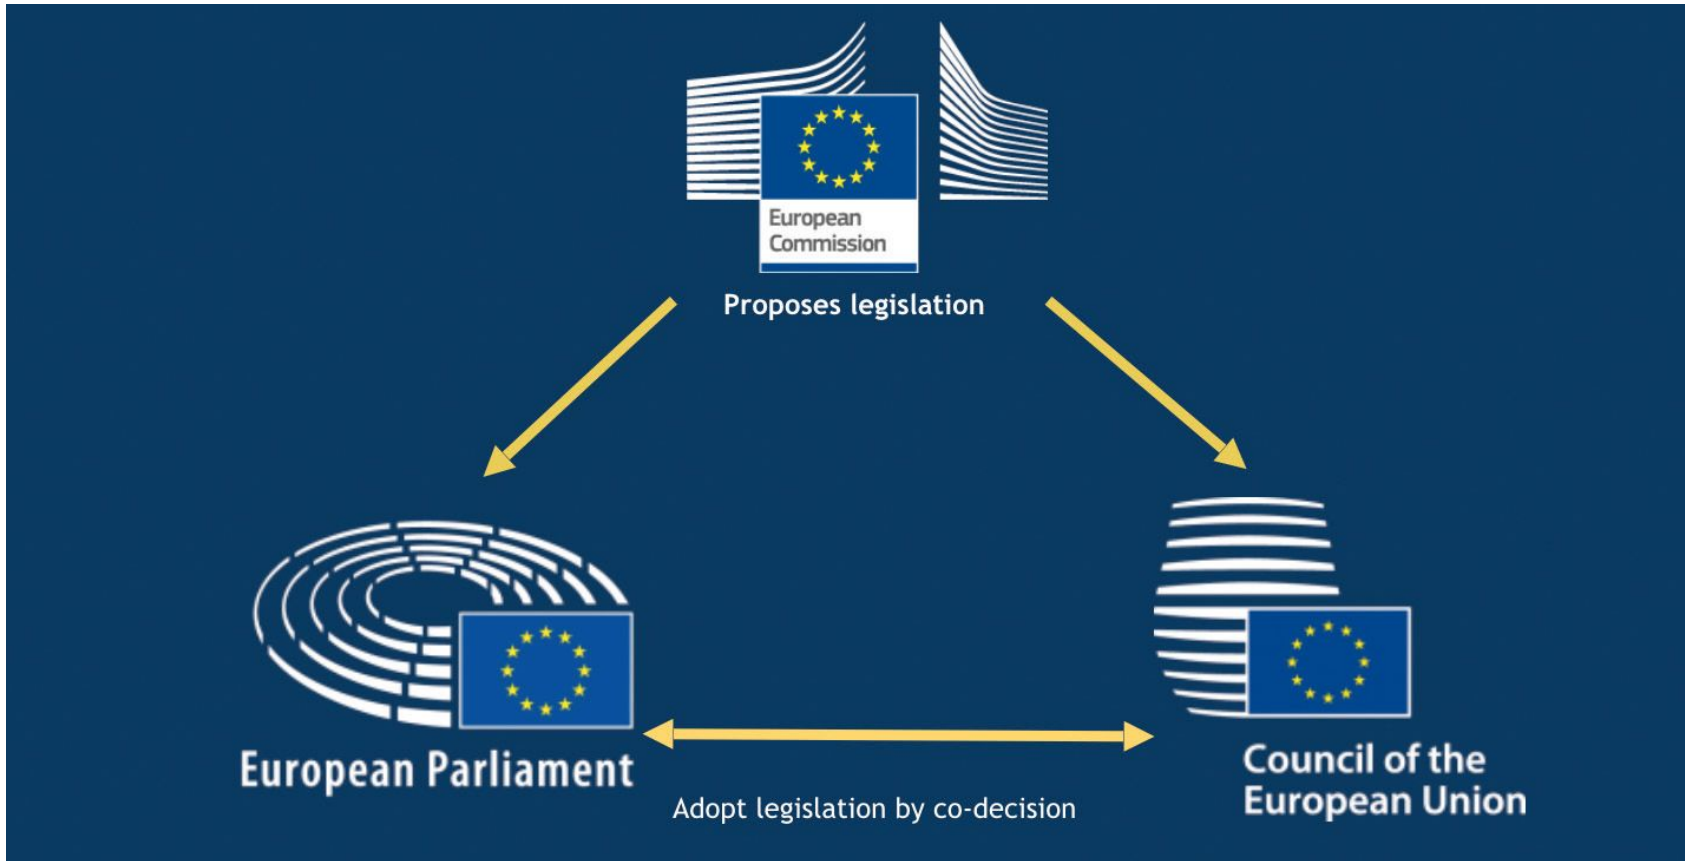 European
Commission
Proposes legislation
European Parliament
Council of the
European Union
Adopt legislation by co-decision